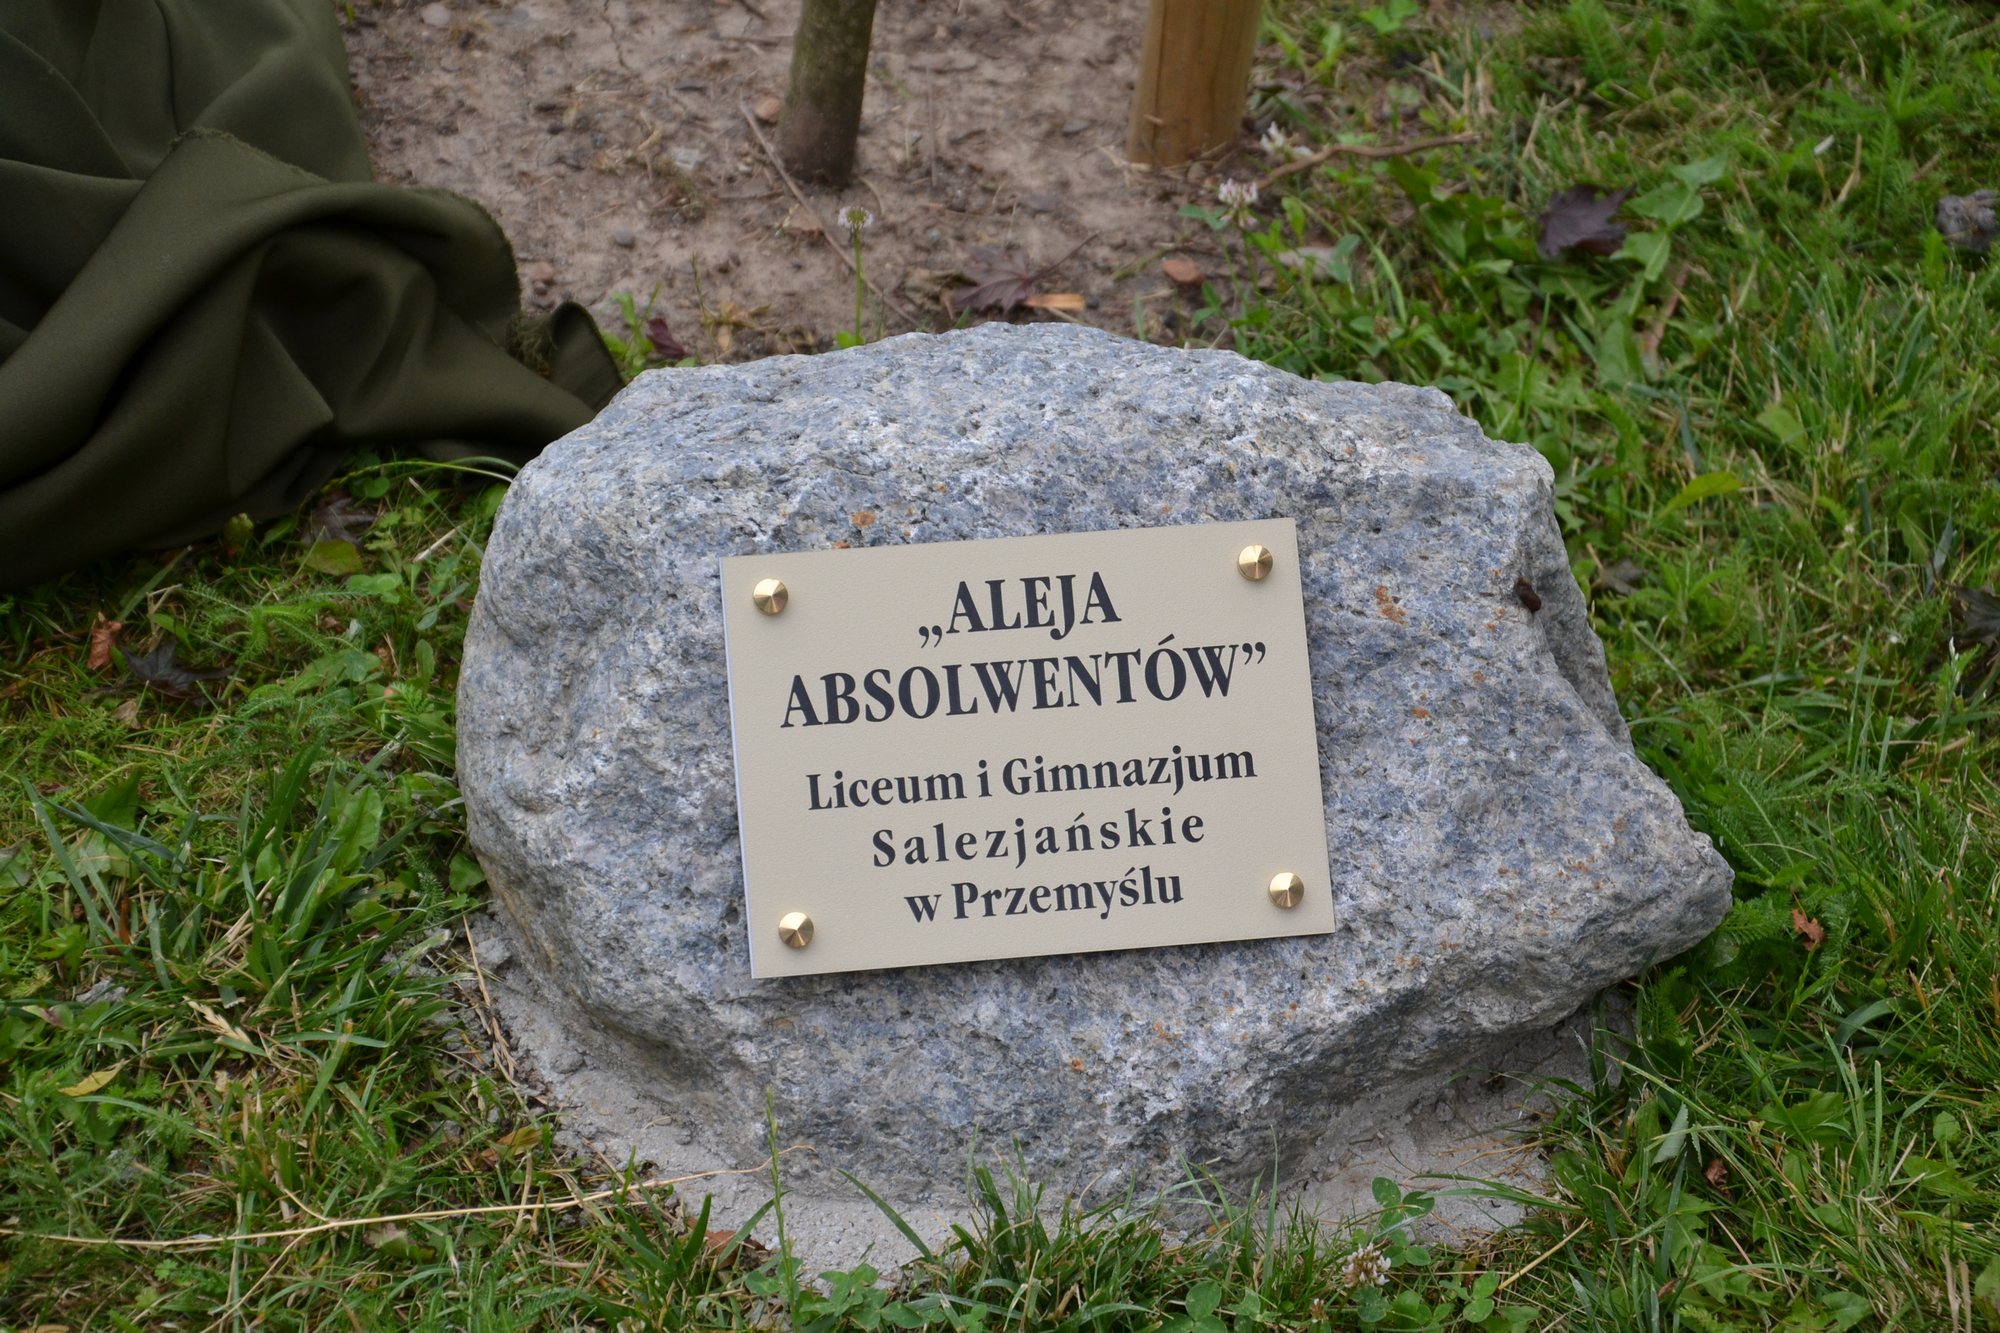 „ALEJA
ABSOLWENTÓW”
Liceum i Gimnazjum
Salezjańskie
w Przemyślu